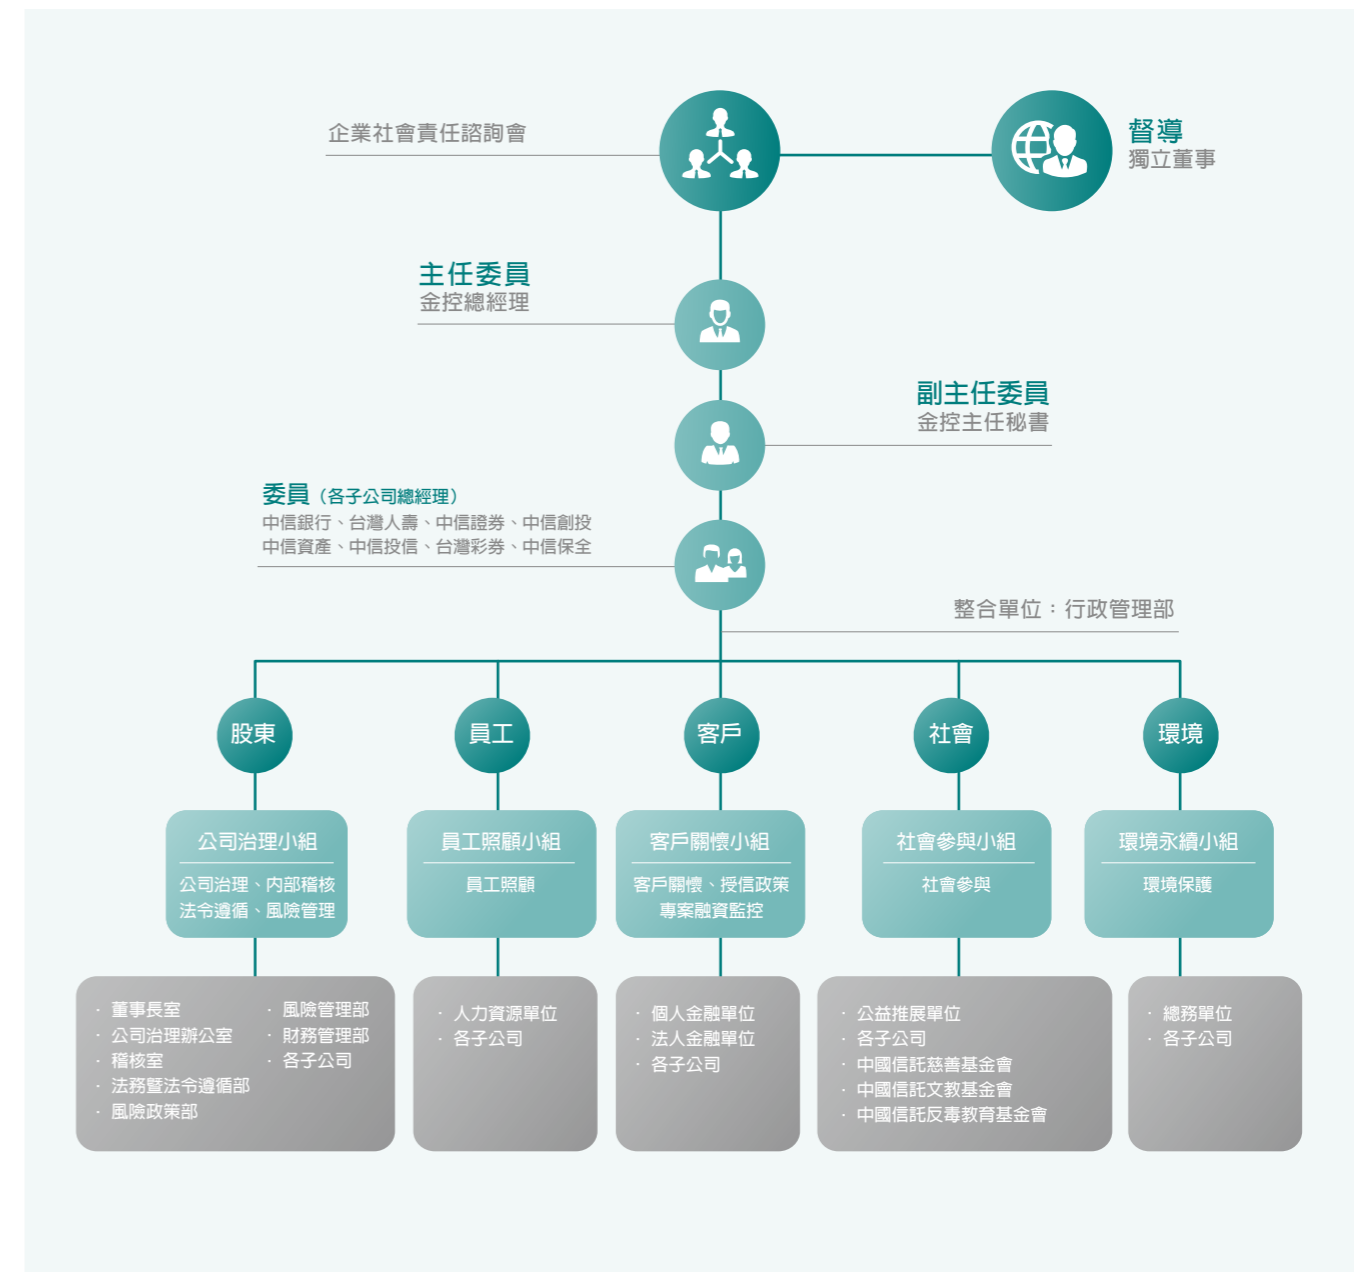 企業社會責任諮詢會
督導
獨立董事
主任委員
金控總經理
副主任委員
金控主任秘書
委員（各子公司總經理）
中信銀行、台灣人壽、中信證券、中信創投
中信資產、中信投信、台灣彩券、中信保全
整合單位：行政管理部
股東
員工
客戶
社會
環境
公司治理小組
公司治理、內部稽核
法令遵循、風險管理
員工照顧小組
員工照顧
客戶關懷小組
客戶關懷、授信政策
專案融資監控
社會參與小組
社會參與
環境永續小組
環境保護
· 董事長室
· 公司治理辦公室
· 稽核室
· 法務暨法令遵循部
· 風險政策部
· 風險管理部
· 財務管理部
· 各子公司
· 人力資源單位
· 各子公司
· 個人金融單位
· 法人金融單位
· 各子公司
· 公益推展單位
· 各子公司
· 中國信託慈善基金會
· 中國信託文教基金會
· 中國信託反毒教育基金會
· 總務單位
· 各子公司